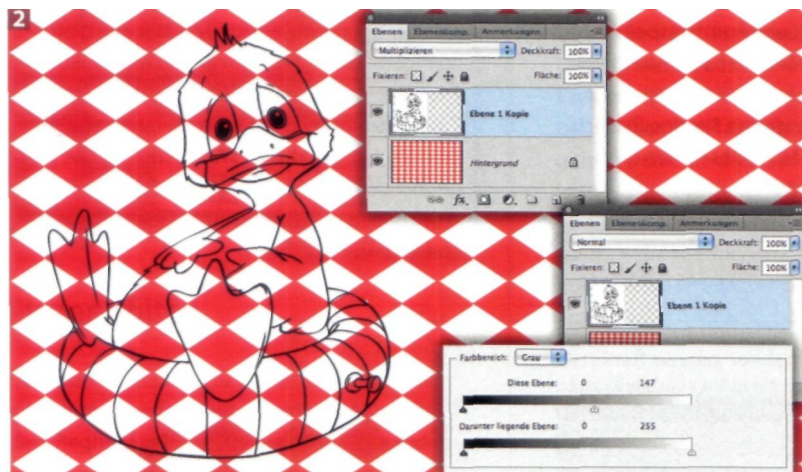 2
Ebenen Ebenenkomp. Anmerkungen
Multiplizieren Deckkraft: 100%
Fixieren: Fläche: 100%
Ebene 1 Kopie
Hintergrund
fx.
Ebenen Ebenenkomp. Anmerkungen
Normal Deckkraft: 100%
Fixieren: Fläche: 100%
Ebene 1 Kopie
Farbbereich: Grau
Diese Ebene: 0 147
Darunter liegende Ebene: 0 255